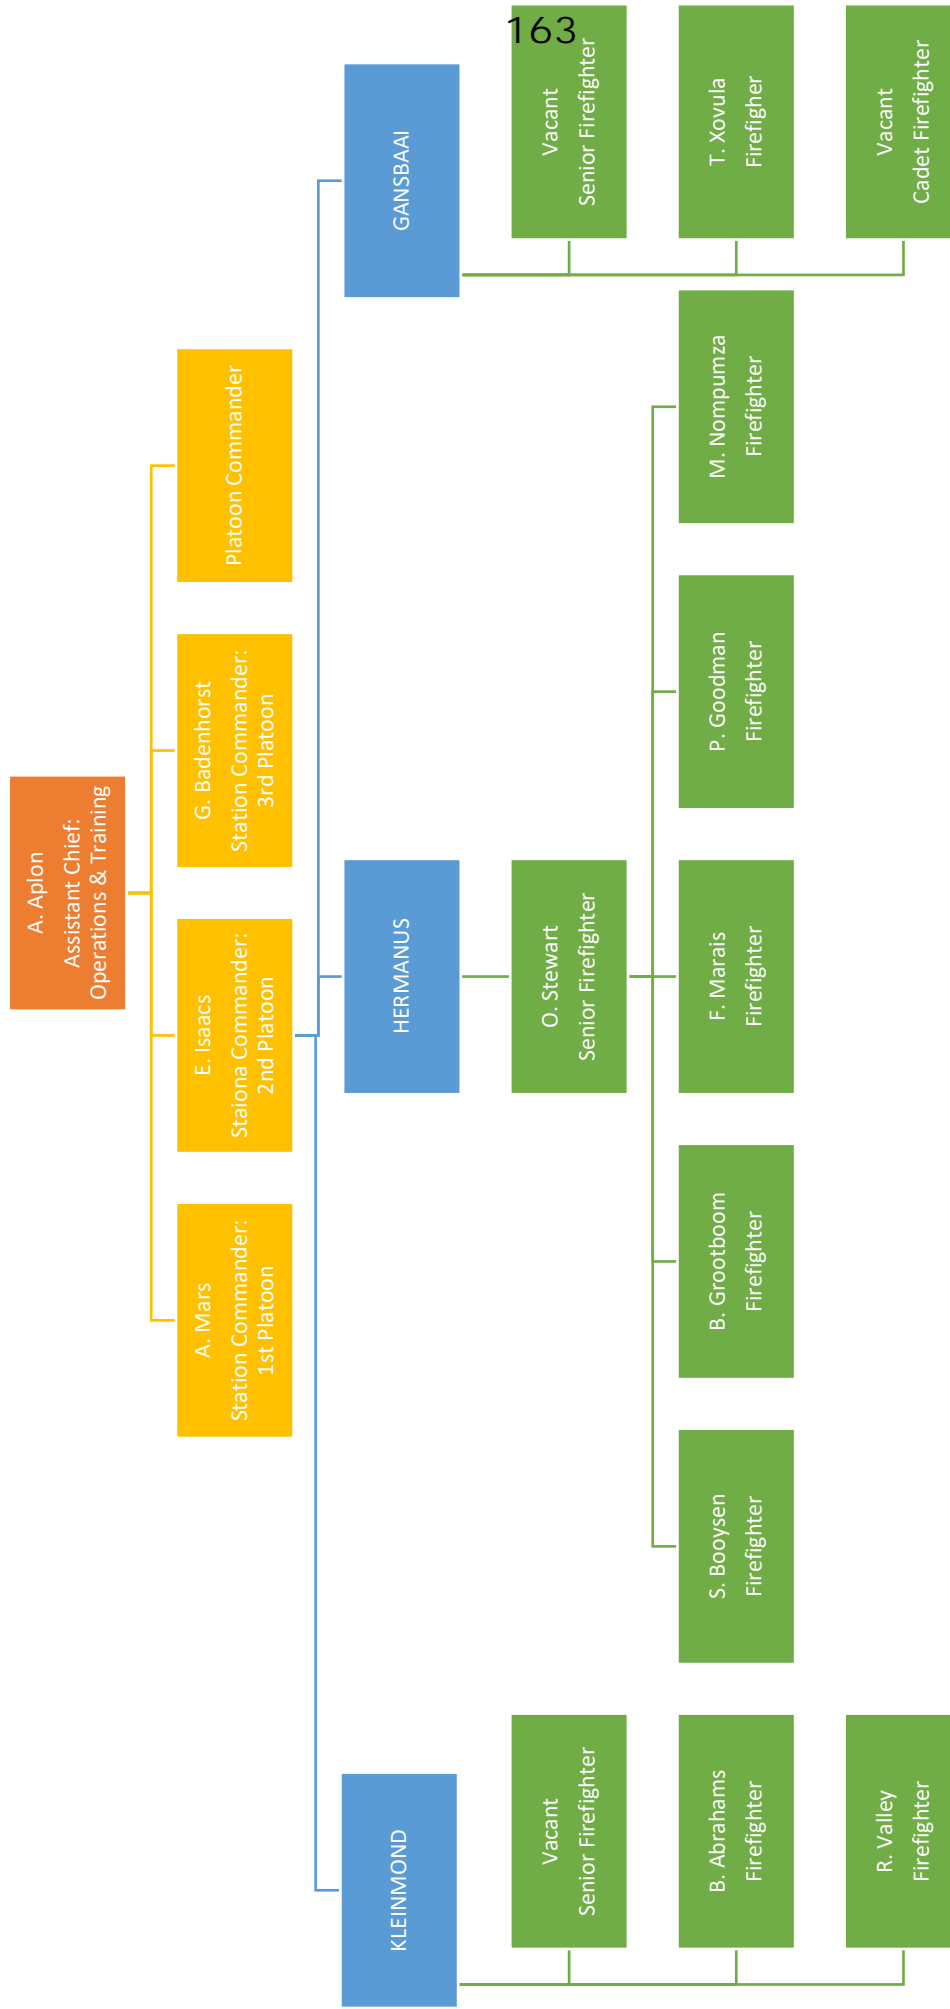 163
A. Aplon
Assistant Chief:
Operations & Training
A. Mars
Station Commander:
1st Platoon
E. Isaacs
Staiona Commander:
2nd Platoon
G. Badenhorst
Station Commander:
3rd Platoon
Platoon Commander
KLEINMOND
HERMANUS
GANSBAAI
Vacant
Senior Firefighter
B. Abrahams
Firefighter
R. Valley
Firefighter
O. Stewart
Senior Firefighter
S. Booysen
Firefighter
B. Grootboom
Firefighter
F. Marais
Firefighter
P. Goodman
Firefighter
M. Nompumza
Firefighter
Vacant
Senior Firefighter
T. Xovula
Firefigher
Vacant
Cadet Firefighter